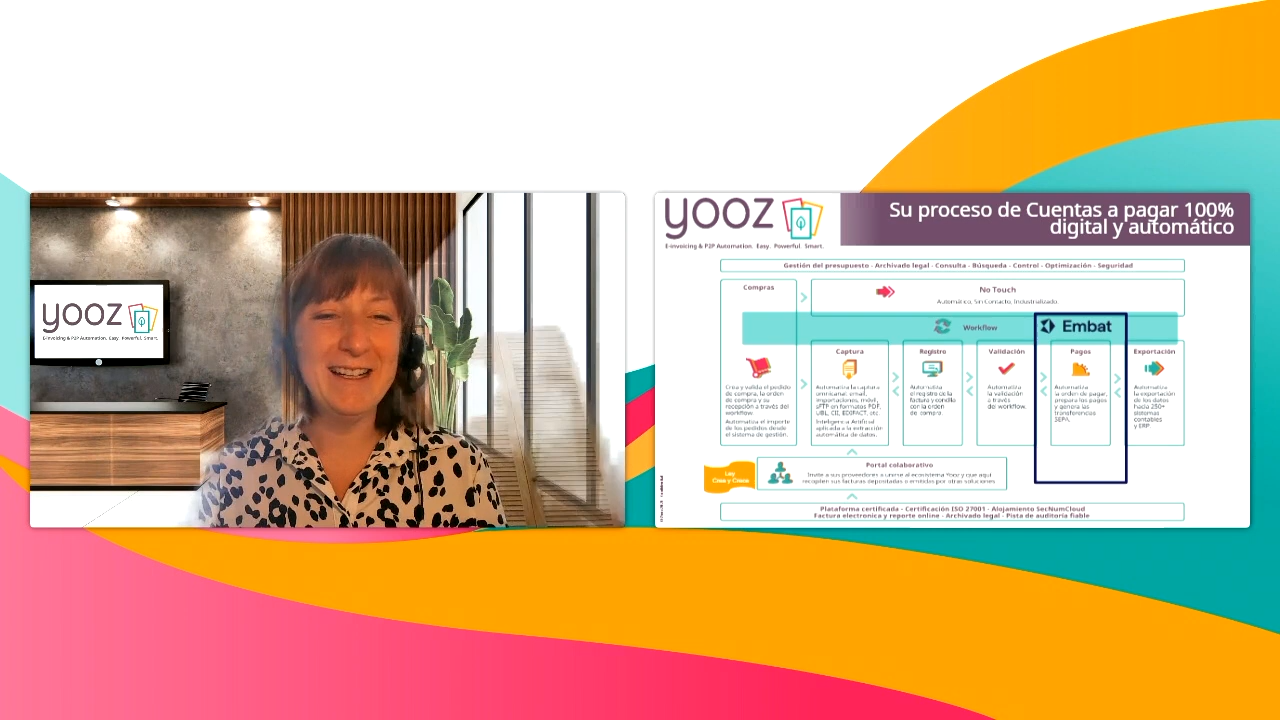 yooz
E-invoicing & P2P Automation. Easy. Powerful. Smart.
yooz
E-invoicing & P2P Automation. Easy. Powerful. Smart.
Su proceso de Cuentas a pagar 100%
digital y automático
Gestión del presupuesto - Archivado legal - Consulta - Búsqueda - Control - Optimización - Seguridad
Compras
No Touch
Automático, Sin Contacto, Industrializado.
Workflow
Embat
Crea y valida el pedido
de compra, la orden
de compra y su
recepción a través del
workflow.
Automatiza el importe
de los pedidos desde
el sistema de gestión.
Captura
Automatiza la captura
omnicanal: email,
importaciones, móvil,
sFTP en formatos PDF,
UBL, CII, EDIFACT, etc.
Inteligencia Artificial
aplicada a la extracción
automática de datos.
Registro
Automatiza
el registro de la
factura y concilia
con la orden
de compra.
Validación
Automatiza
la validación
a través
del workflow.
Pagos
Automatiza
la orden de pagar,
prepara los pagos
y genera las
transferencias
SEPA.
Exportación
Automatiza
la exportación
de los datos
hacia 250+
sistemas
contables
y ERP
Ley
Crea y Crece
Portal colaborativo
Invite a sus proveedores a unirse al ecosistema Yooz y que aquí
recopilen sus facturas depositadas o emitidas por otras soluciones
Plataforma certificada - Certificación ISO 27001 - Alojamiento SecNumCloud
Factura electronica y reporte online - Archivado legal - Pista de auditoría fiable